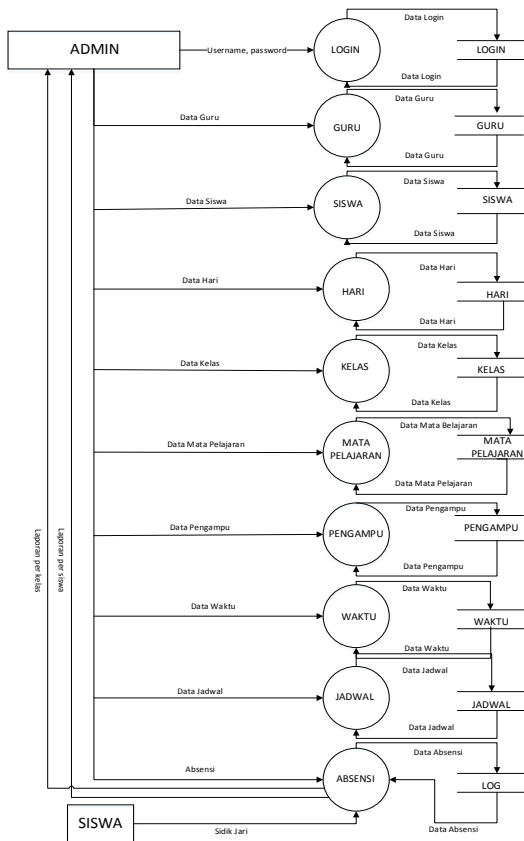 ADMIN
Username, password
LOGIN
Data Login
LOGIN
Data Login
Data Guru
GURU
Data Guru
GURU
Data Guru
Data Siswa
SISWA
Data Siswa
SISWA
Data Siswa
Data Hari
HARI
Data Hari
HARI
Data Hari
Data Kelas
KELAS
Data Kelas
KELAS
Data Kelas
Data Mata Pelajaran
MATA
PELAJARAN
Data Mata Belajaran
MATA
PELAJARAN
Data Mata Pelajaran
Data Pengampu
PENGAMPU
Data Pengampu
PENGAMPU
Data Pengampu
Laporan per kelas
Laporan per siswa
Data Waktu
WAKTU
Data Waktu
WAKTU
Data Waktu
Data Jadwal
JADWAL
Data Jadwal
JADWAL
Data Jadwal
Absensi
ABSENSI
Data Absensi
LOG
Data Absensi
SISWA
Sidik Jari